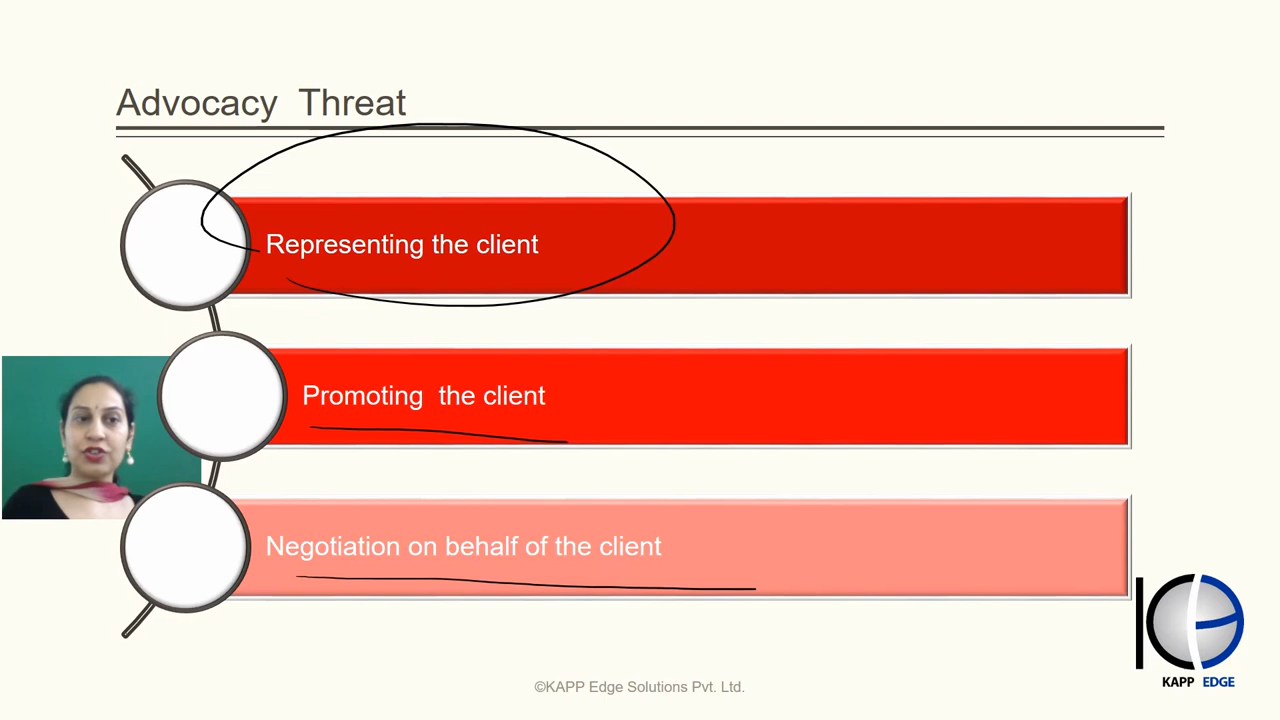 Advocacy Threat
Representing the client
Promoting the client
Negotiation on behalf of the client
©KAPP Edge Solutions Pvt. Ltd.
KAPP EDGE